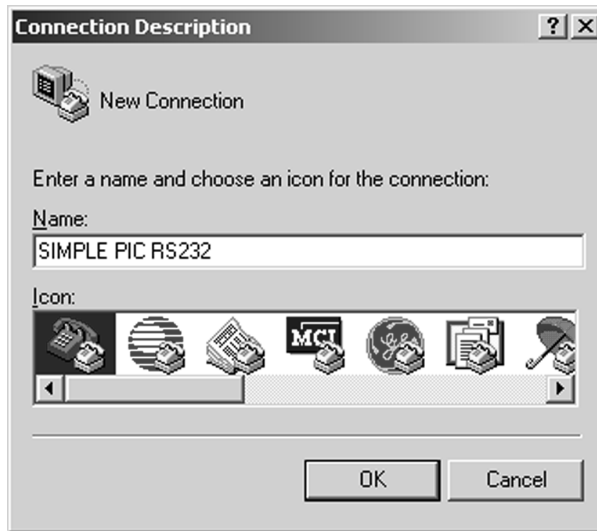 Connection Description
New Connection
Enter a name and choose an icon for the connection:
Name:
SIMPLE PIC RS232
Icon:
MCI
OK Cancel